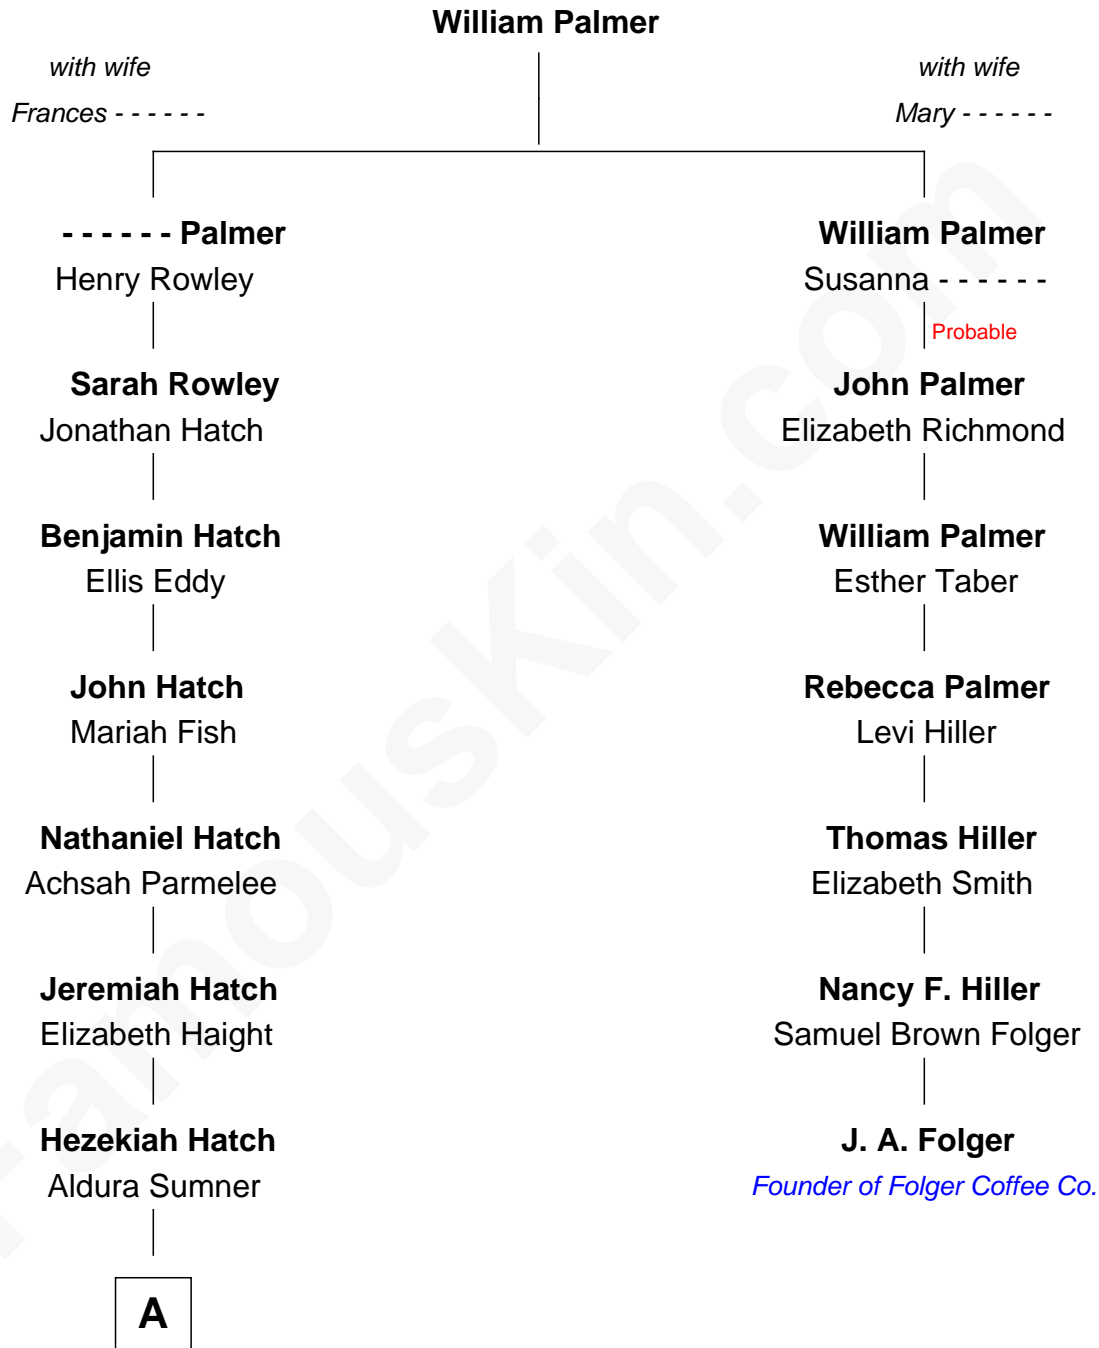 William Palmer
with wife
Frances - - - - - -
with wife
Mary - - - - - -
- - - - - - Palmer
Henry Rowley
William Palmer
Susanna - - - - - -
Probable
Sarah Rowley
Jonathan Hatch
John Palmer
Elizabeth Richmond
Benjamin Hatch
Ellis Eddy
William Palmer
Esther Taber
John Hatch
Mariah Fish
Rebecca Palmer
Levi Hiller
Nathaniel Hatch
Achsah Parmelee
Thomas Hiller
Elizabeth Smith
Jeremiah Hatch
Elizabeth Haight
Nancy F. Hiller
Samuel Brown Folger
Hezekiah Hatch
Aldura Sumner
J. A. Folger
Founder of Folger Coffee Co.
A
FamousKin.com